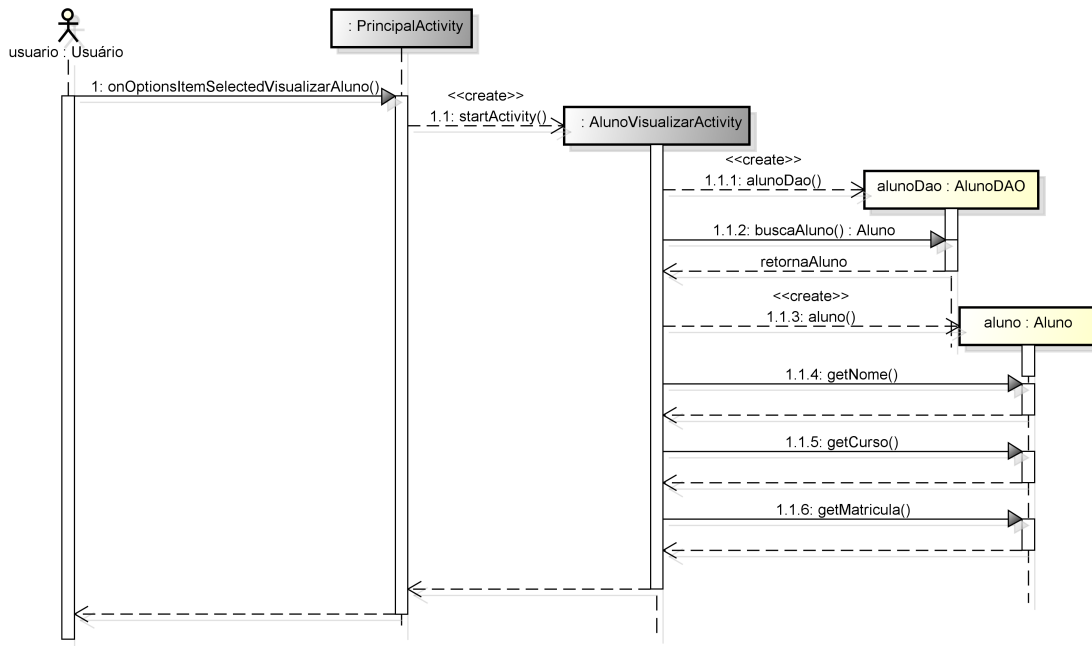 : PrincipalActivity
usuario : Usuário
1: onOptionsItemSelectedVisualizarAluno()
<<create>>
1.1: startActivity()
: AlunoVisualizarActivity
<<create>>
1.1.1: alunoDao()
alunoDao : AlunoDAO
1.1.2: buscaAluno() : Aluno
retornaAluno
<<create>>
1.1.3: aluno()
aluno : Aluno
1.1.4: getNome()
1.1.5: getCurso()
1.1.6: getMatricula()